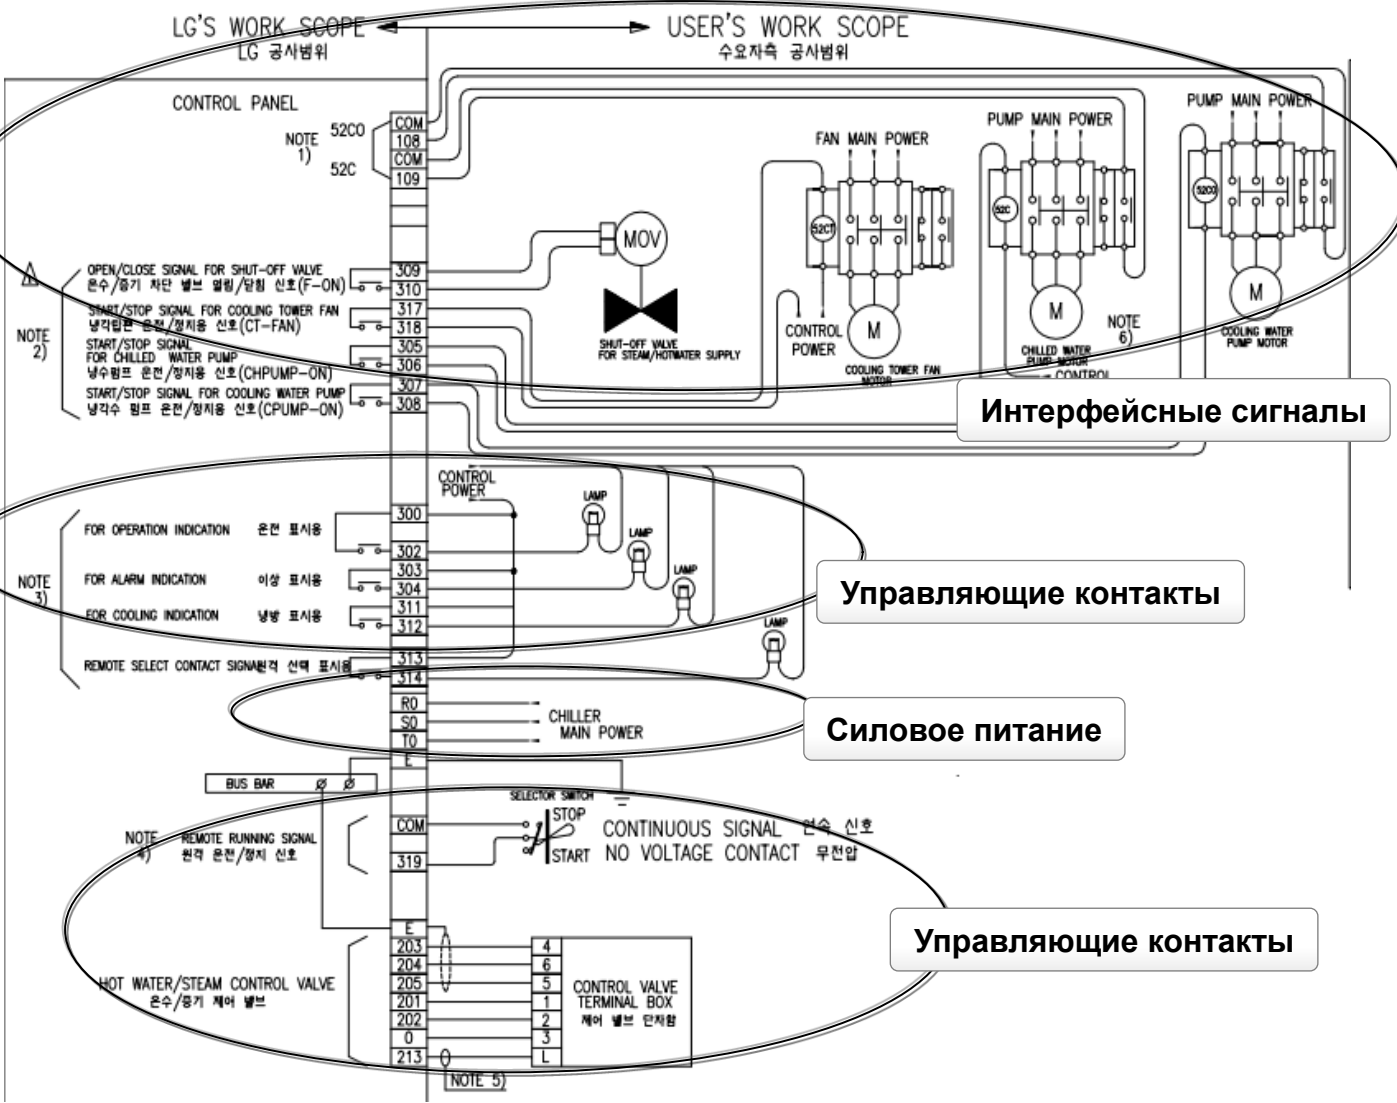 LG'S WORK SCOPE
LG 공사범위
USER'S WORK SCOPE
수요자측 공사범위
CONTROL PANEL
NOTE
1)
52CO
52C
COM
108
COM
109
FAN MAIN POWER
PUMP MAIN POWER
PUMP MAIN POWER
52CT
52C
52CO
MOV
M
M
M
CONTROL
POWER
COOLING TOWER FAN
MOTOR
CHILLED WATER
PUMP MOTOR
CONTROL
NOTE
6)
COOLING WATER
PUMP MOTOR
SHUT-OFF VALVE
FOR STEAM/HOTWATER SUPPLY
NOTE
2)
OPEN/CLOSE SIGNAL FOR SHUT-OFF VALVE
온수/증기 차단 밸브 열림/닫힘 신호(F-ON)
START/STOP SIGNAL FOR COOLING TOWER FAN
냉각탑팬 운전/정지용 신호(CT-FAN)
START/STOP SIGNAL
FOR CHILLED WATER PUMP
냉수펌프 운전/정지용 신호(CHPUMP-ON)
START/STOP SIGNAL FOR COOLING WATER PUMP
냉각수 펌프 운전/정지용 신호(CPUMP-ON)
309
310
317
318
305
306
307
308
Интерфейсные сигналы
CONTROL
POWER
LAMP
LAMP
LAMP
LAMP
NOTE
3)
FOR OPERATION INDICATION 운전 표시용
FOR ALARM INDICATION 이상 표시용
FOR COOLING INDICATION 냉방 표시용
REMOTE SELECT CONTACT SIGNAL 원격 선택 표시용
300
302
303
304
311
312
313
314
Управляющие контакты
R0
S0
T0
E
CHILLER
MAIN POWER
Силовое питание
BUS BAR
NOTE
4)
REMOTE RUNNING SIGNAL
원격 운전/정지 신호
COM
319
SELECTOR SWITCH
STOP
START
CONTINUOUS SIGNAL 연속 신호
NO VOLTAGE CONTACT 무전압
Управляющие контакты
HOT WATER/STEAM CONTROL VALVE
온수/증기 제어 밸브
E
203
204
205
201
202
0
213
4
6
5
1
2
3
L
CONTROL VALVE
TERMINAL BOX
제어 밸브 단자함
NOTE 5)